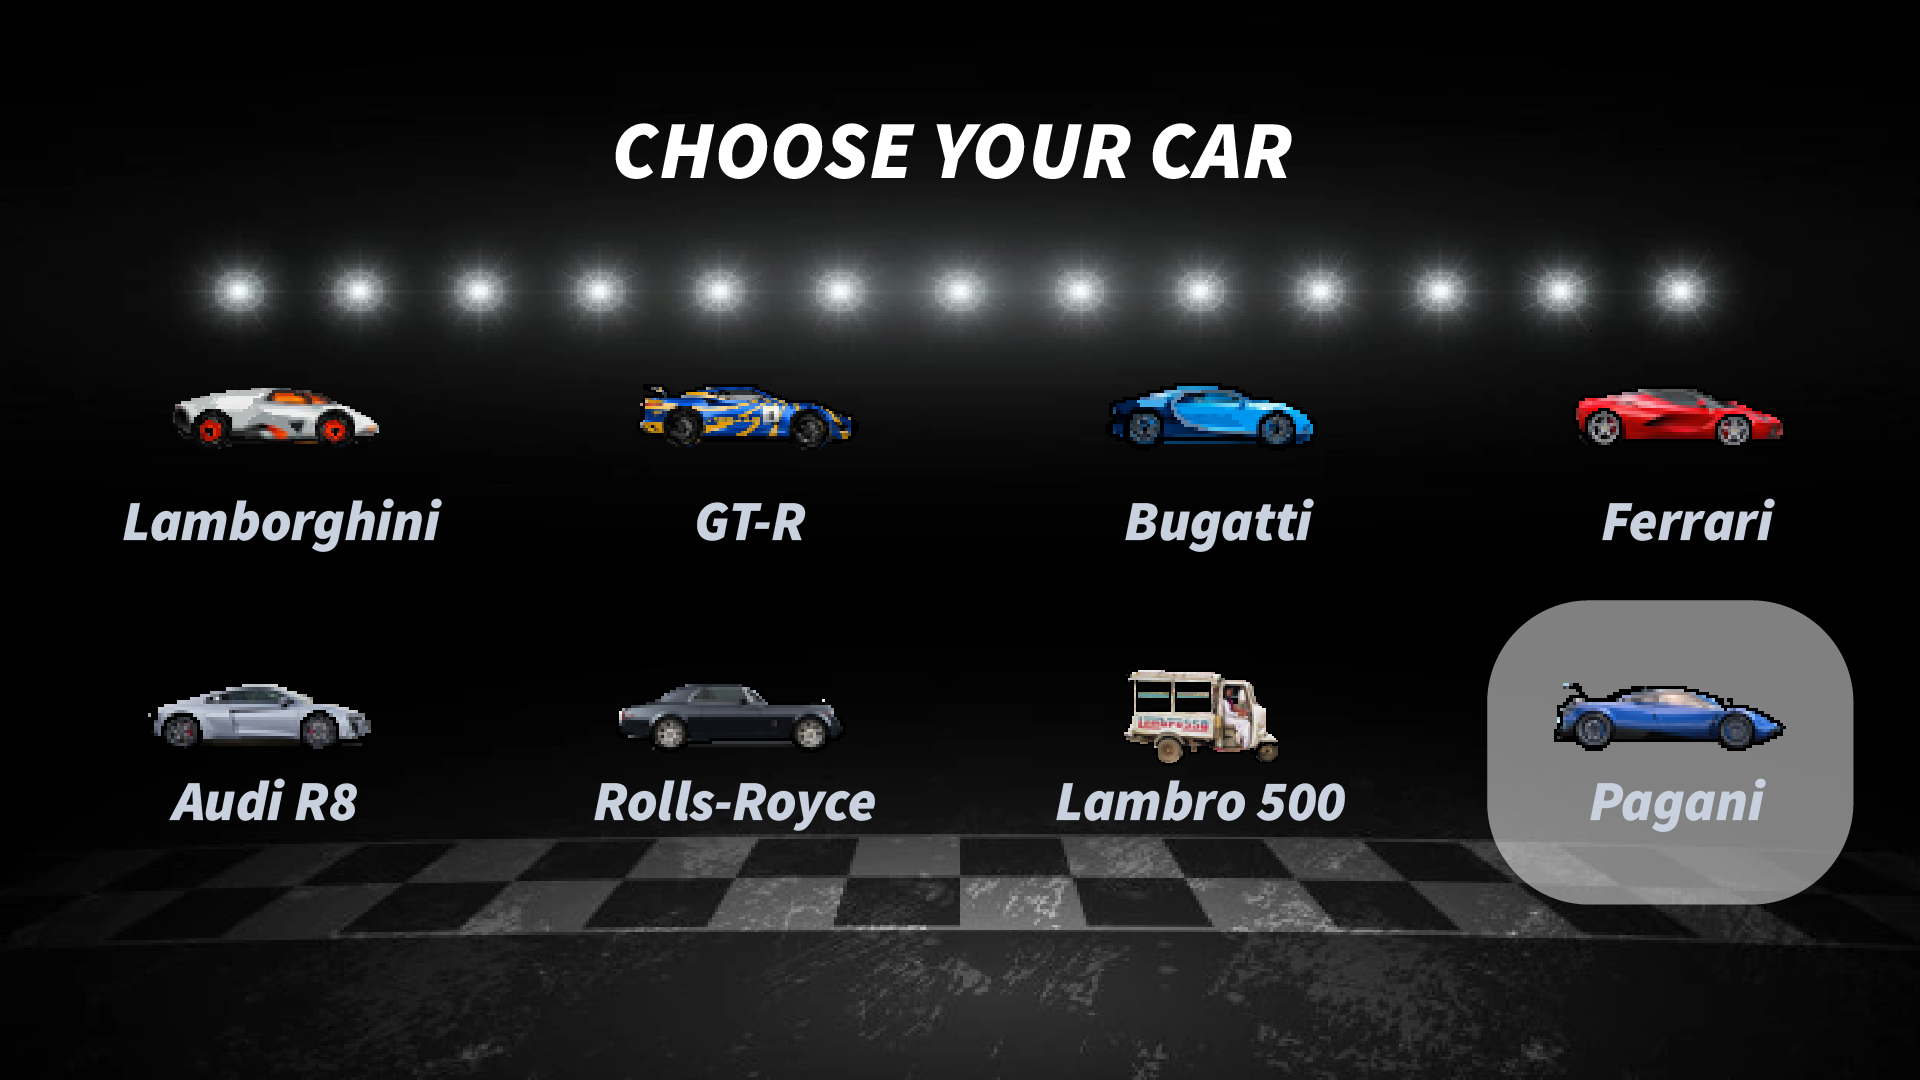 CHOOSE YOUR CAR
Lamborghini
GT-R
Bugatti
Ferrari
Audi R8
Rolls-Royce
Lambro 500
Pagani